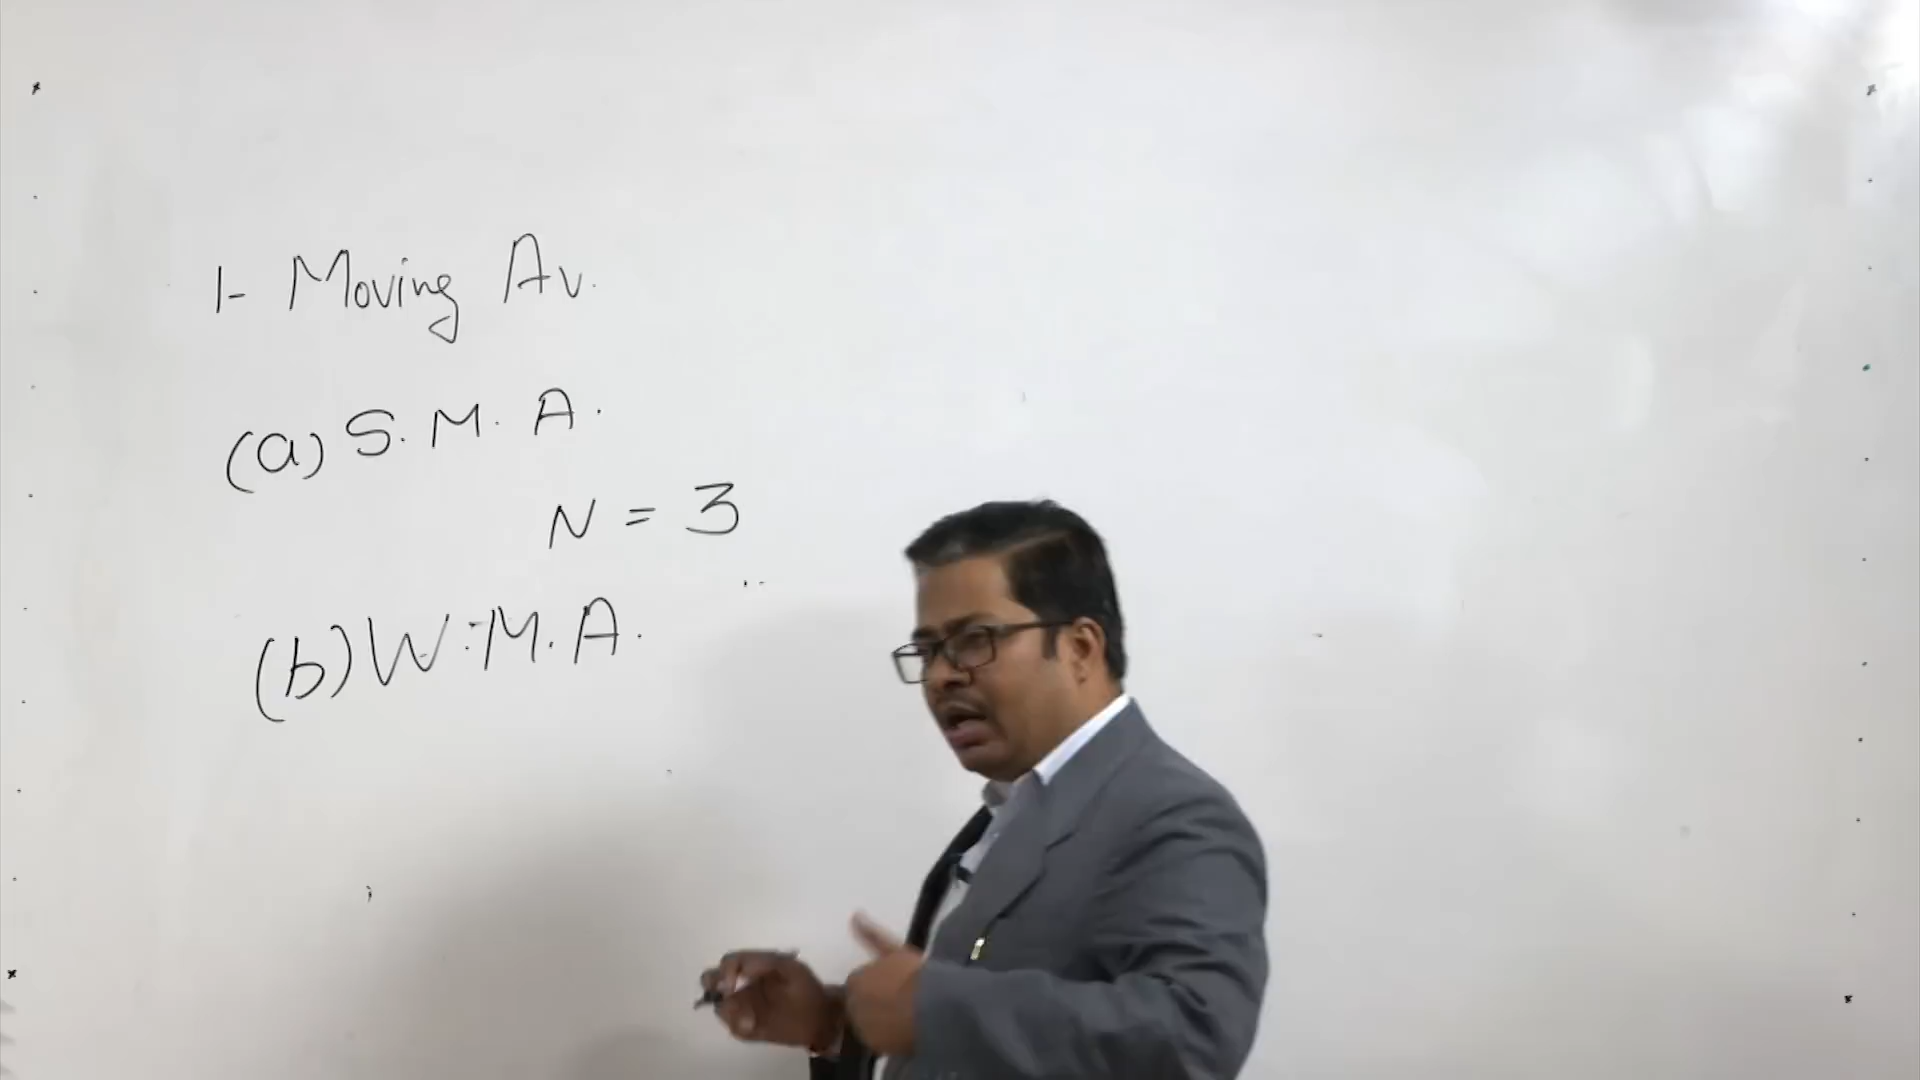 1- Moving Av.
(a) S. M. A.
N = 3
(b) W. M. A.